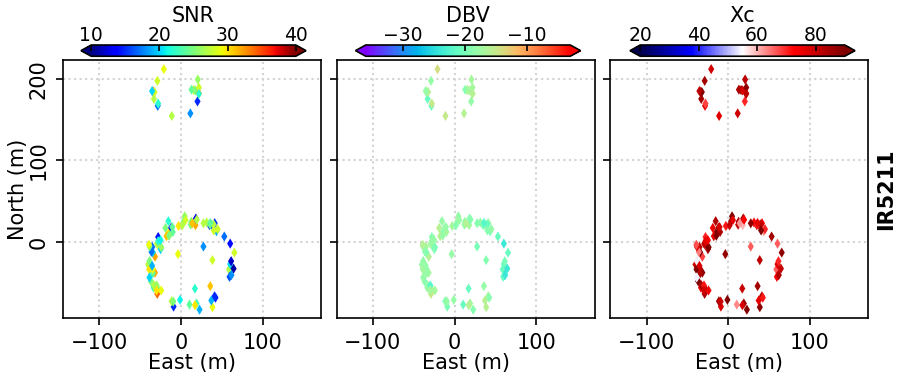 SNR DBV Xc
10 20 30 40 −30 −20 −10 20 40 60 80
200
100
0
North (m)
IR5211
−100 0 100 −100 0 100 −100 0 100
East (m) East (m) East (m)